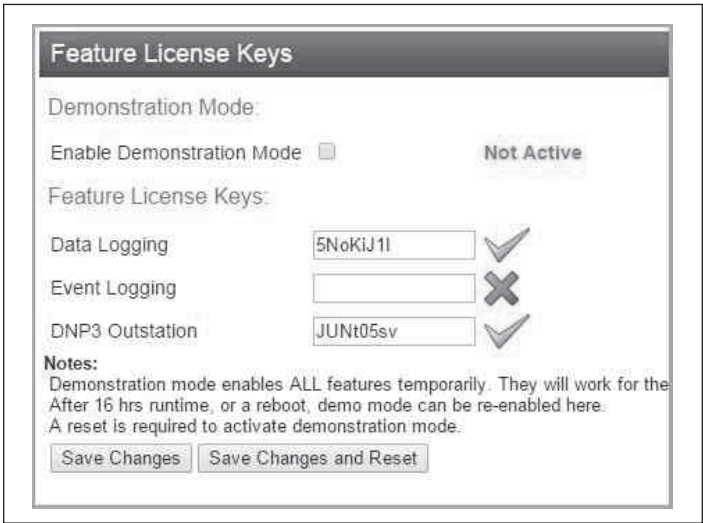 Feature License Keys
Demonstration Mode:
Enable Demonstration Mode Not Active
Feature License Keys:
Data Logging 5NoKiJ1I
Event Logging
DNP3 Outstation JUNt05sv
Notes:
Demonstration mode enables ALL features temporarily. They will work for the
After 16 hrs runtime, or a reboot, demo mode can be re-enabled here.
A reset is required to activate demonstration mode.
Save Changes Save Changes and Reset